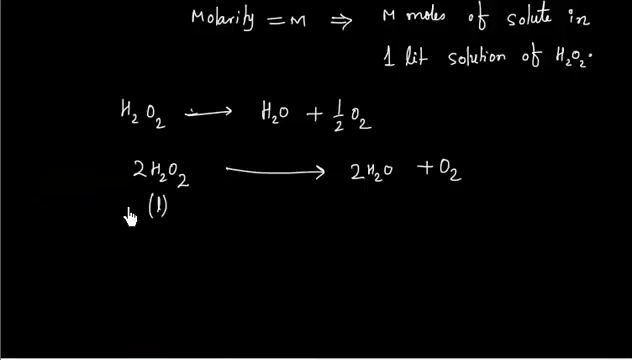 Molarity = M ⇒ M moles of solute in
1 lit solution of H₂O₂.
H₂O₂ → H₂O + 1/2 O₂
2H₂O₂ → 2H₂O + O₂
(1)